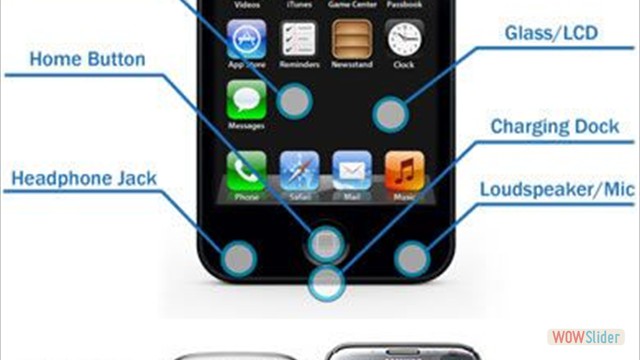 Videos iTunes Game Center Passbook
Glass/LCD
Home Button
App Store Reminders Newsstand Clock
Messages
Charging Dock
Headphone Jack
Loudspeaker/Mic
Phone Safari Mail Music
WOWSlider